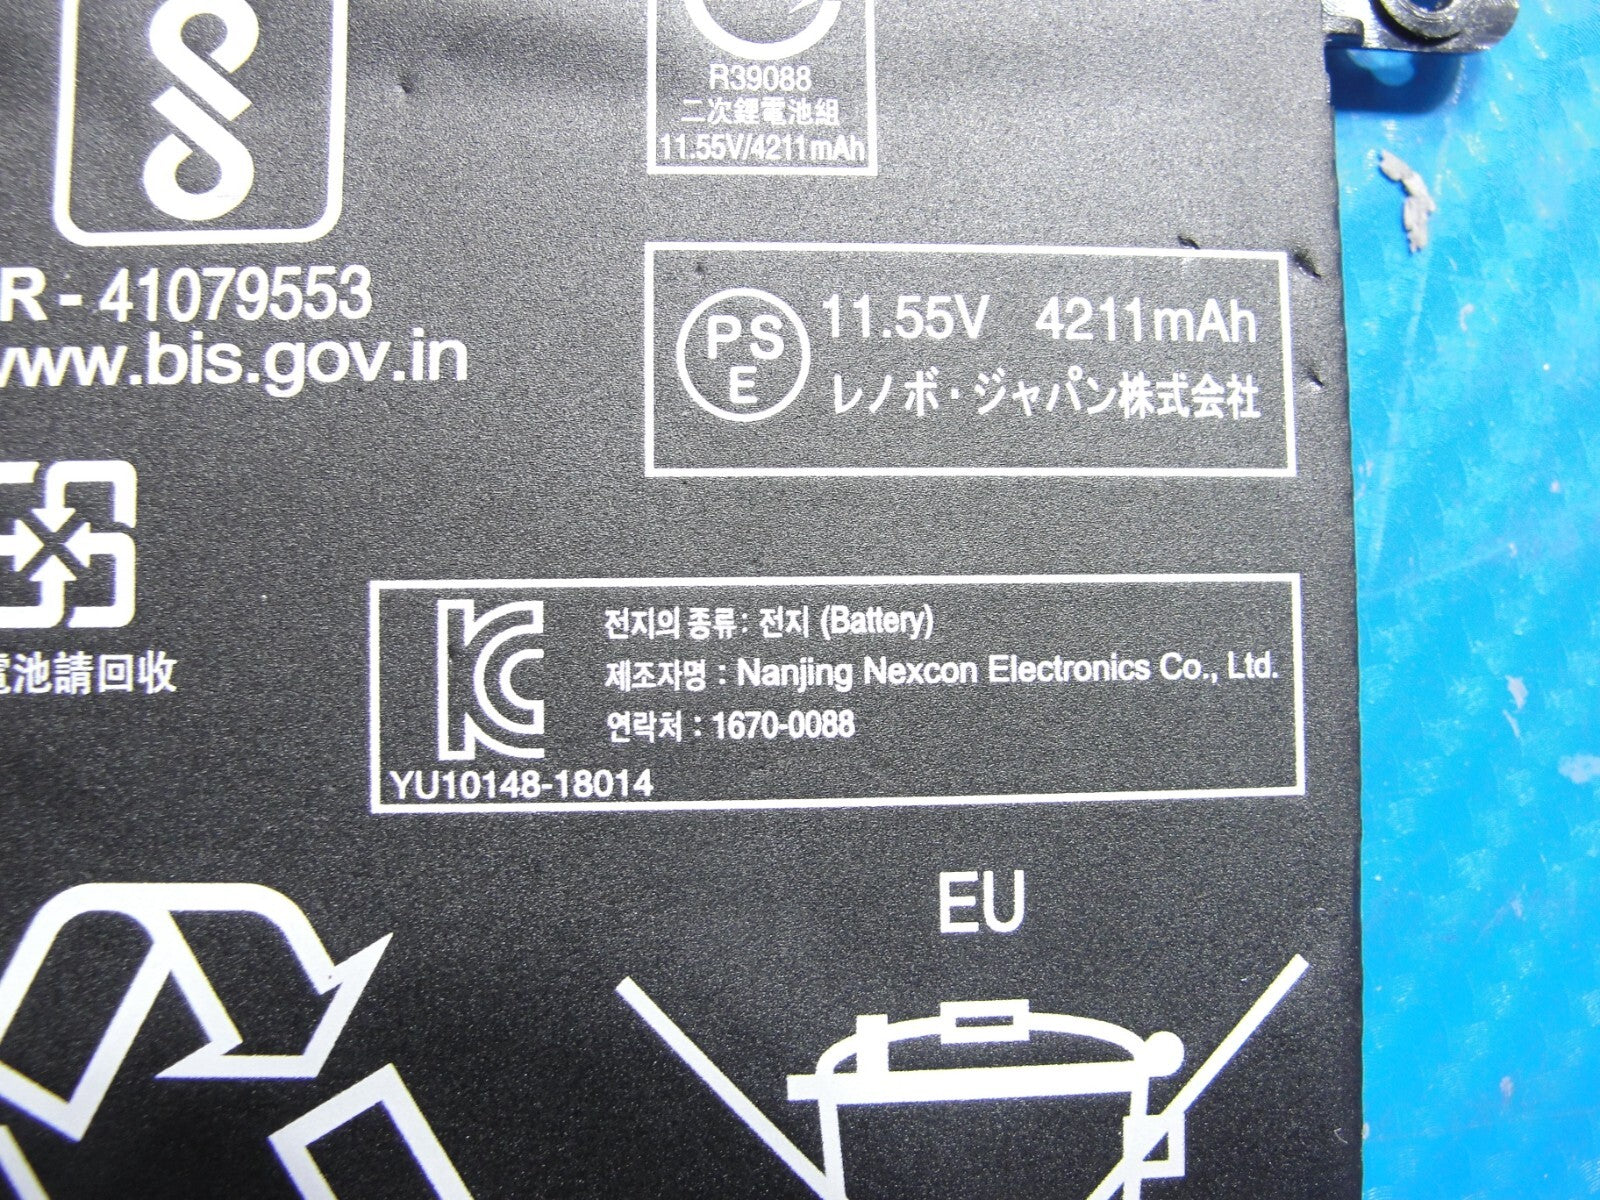 R39088
二次鋰電池組
11.55V/4211mAh
R - 41079553
www.bis.gov.in
PS
E
11.55V 4211mAh
レノボ・ジャパン株式会社
電池請回收
전지의 종류: 전지 (Battery)
제조자명 : Nanjing Nexcon Electronics Co., Ltd.
연락처 : 1670-0088
YU10148-18014
EU